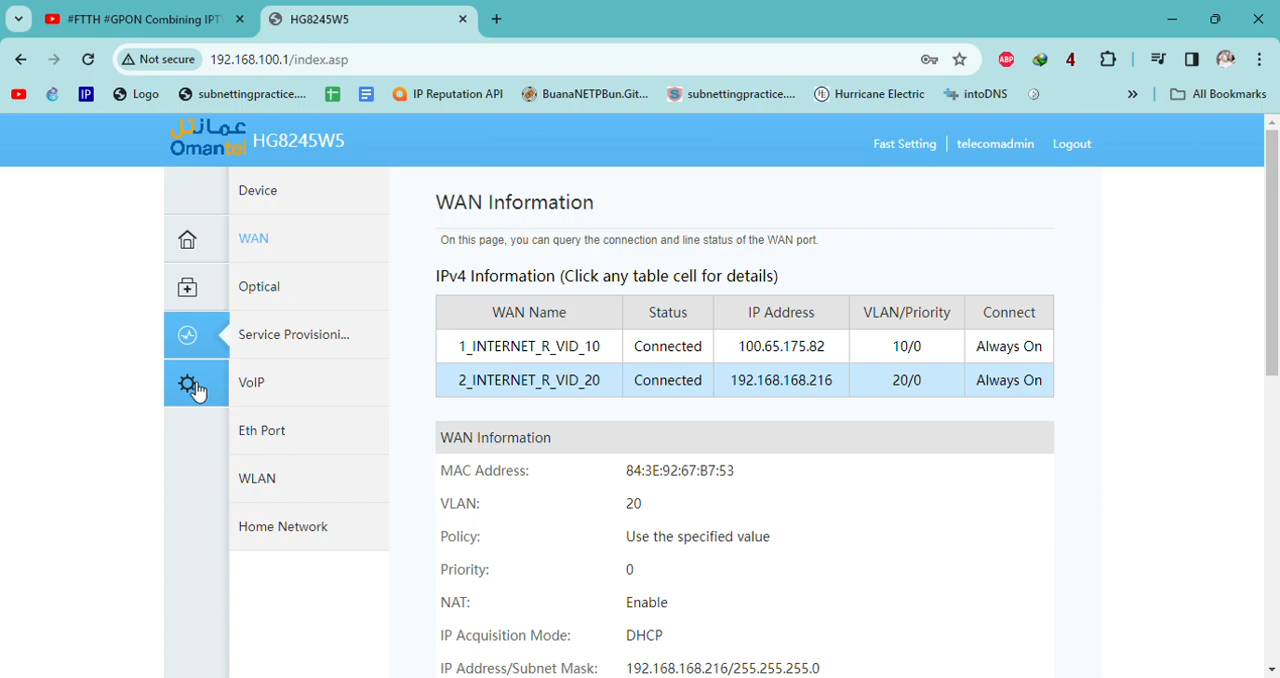 #FTTH #GPON Combining IPT
HG8245W5
Not secure
192.168.100.1/index.asp
ABP
4
IP
Logo
subnettingpractice....
IP Reputation API
BuanaNETPBun.Git...
subnettingpractice....
Hurricane Electric
intoDNS
»
All Bookmarks
عمانتل
Omantel
HG8245W5
Fast Setting
telecomadmin
Logout
Device
WAN
Optical
Service Provisioni...
VoIP
Eth Port
WLAN
Home Network
WAN Information
On this page, you can query the connection and line status of the WAN port.
IPv4 Information (Click any table cell for details)
WAN Name Status IP Address VLAN/Priority Connect
1_INTERNET_R_VID_10 Connected 100.65.175.82 10/0 Always On
2_INTERNET_R_VID_20 Connected 192.168.168.216 20/0 Always On
WAN Information
MAC Address: 84:3E:92:67:B7:53
VLAN: 20
Policy: Use the specified value
Priority: 0
NAT: Enable
IP Acquisition Mode: DHCP
IP Address/Subnet Mask: 192.168.168.216/255.255.255.0